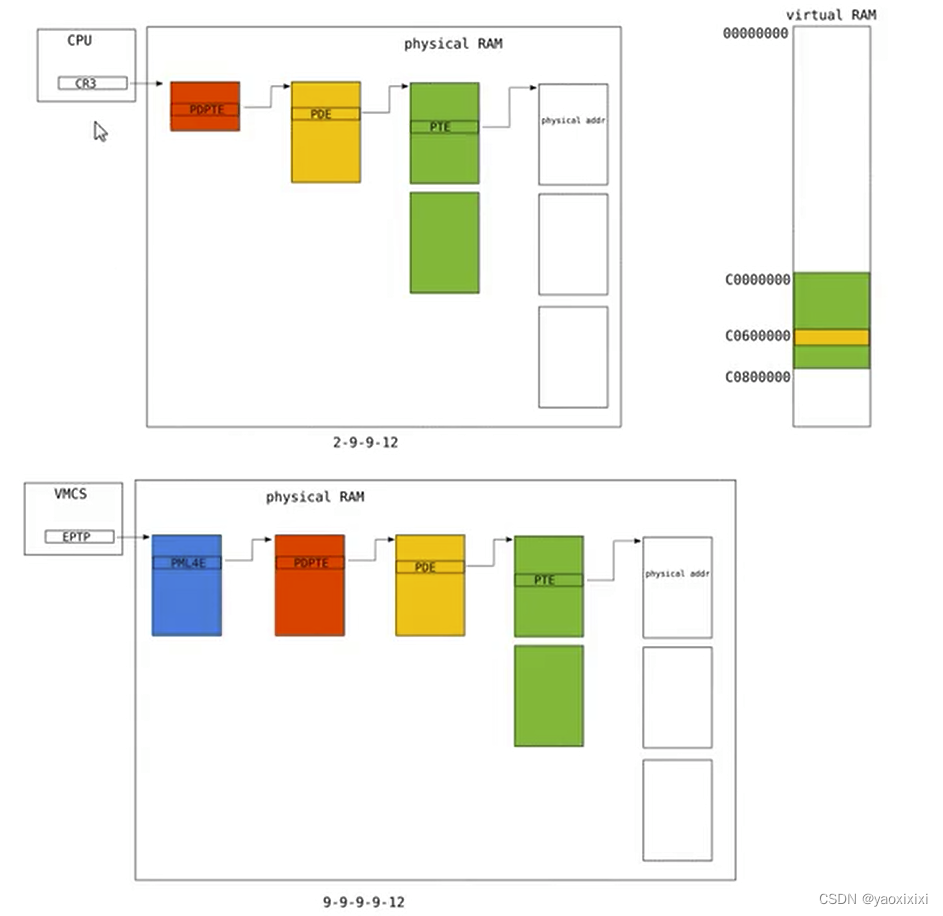 virtual RAM
00000000
CPU
CR3
physical RAM
PDPTE
PDE
PTE
physical addr
C0000000
C0600000
C0800000
2-9-9-12
VMCS
EPTP
physical RAM
PML4E
PDPTE
PDE
PTE
physical addr
9-9-9-9-12
CSDN @yaoxixixi